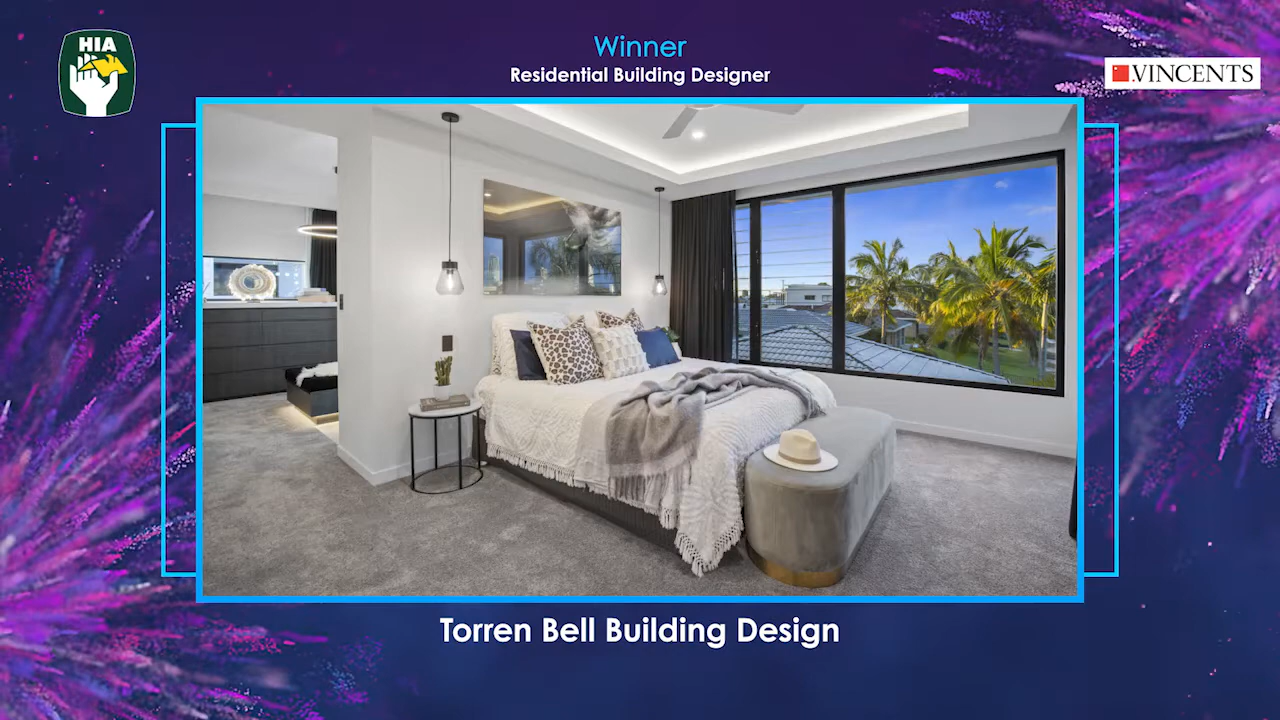 HIA
Winner
Residential Building Designer
VINCENTS
Torren Bell Building Design